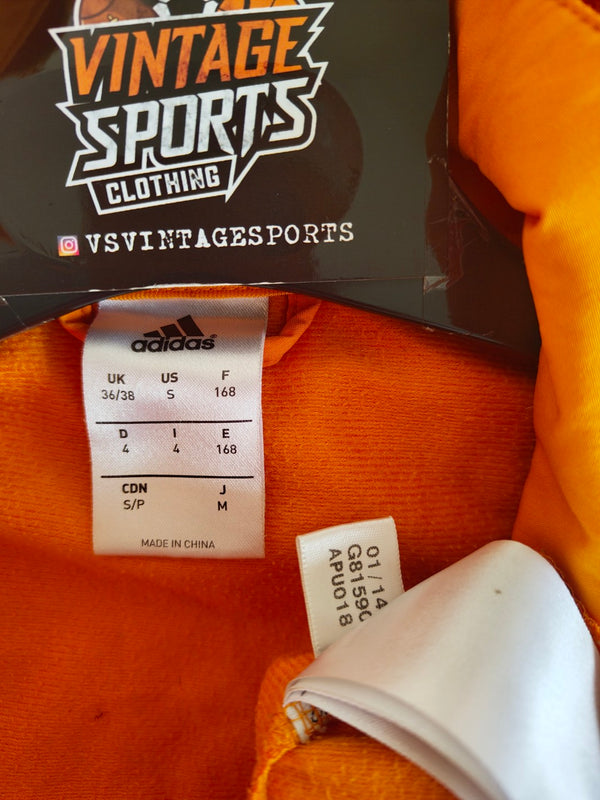 VINTAGE
SPORTS
CLOTHING
VSVINTAGESPORTS
adidas
UK US F
36/38 S 168
D I E
4 4 168
CDN J
S/P M
MADE IN CHINA
01/14
G81590
APU018